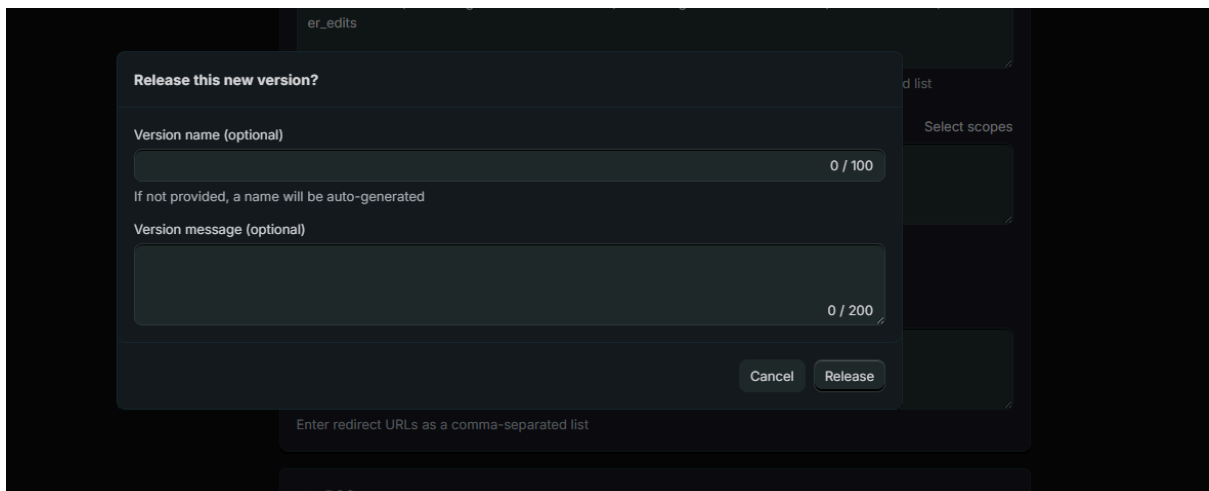 er_edits
Release this new version?
d list
Version name (optional)
Select scopes
0 / 100
If not provided, a name will be auto-generated
Version message (optional)
0 / 200
Cancel
Release
Enter redirect URLs as a comma-separated list